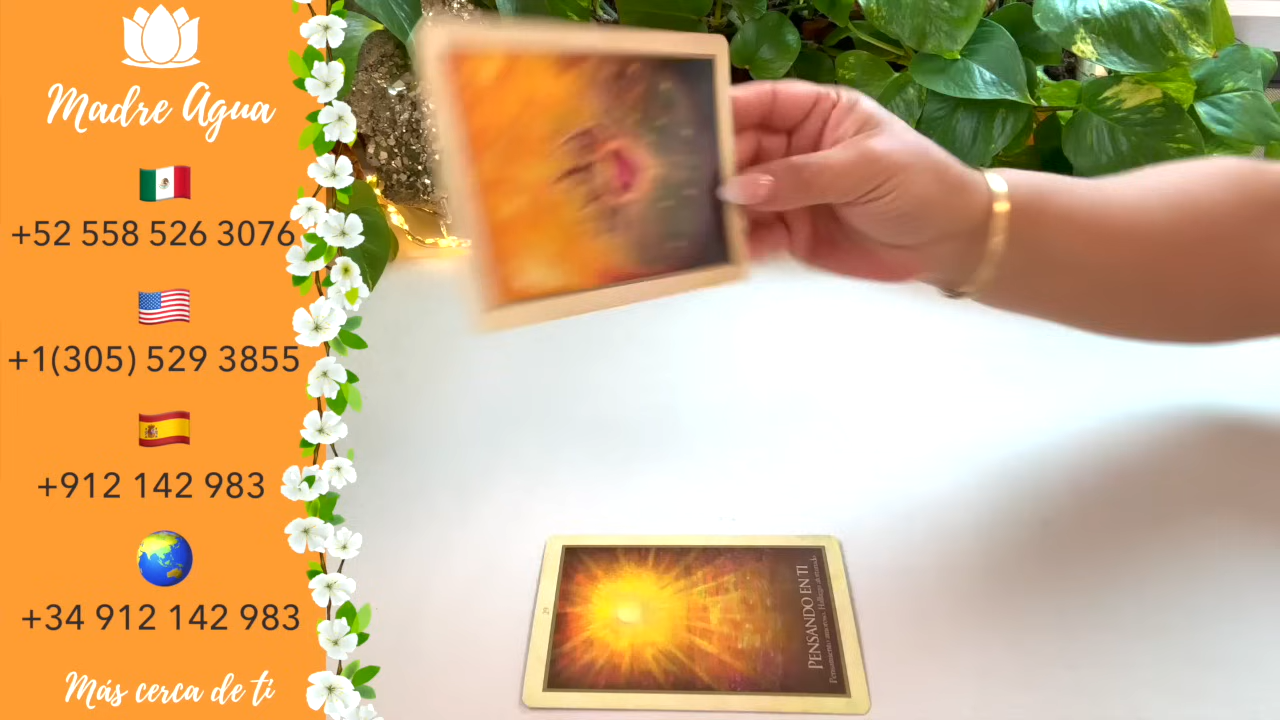 Madre Agua
+52 558 526 3076
+1(305) 529 3855
+912 142 983
+34 912 142 983
Más cerca de ti
29
PENSANDO EN TI